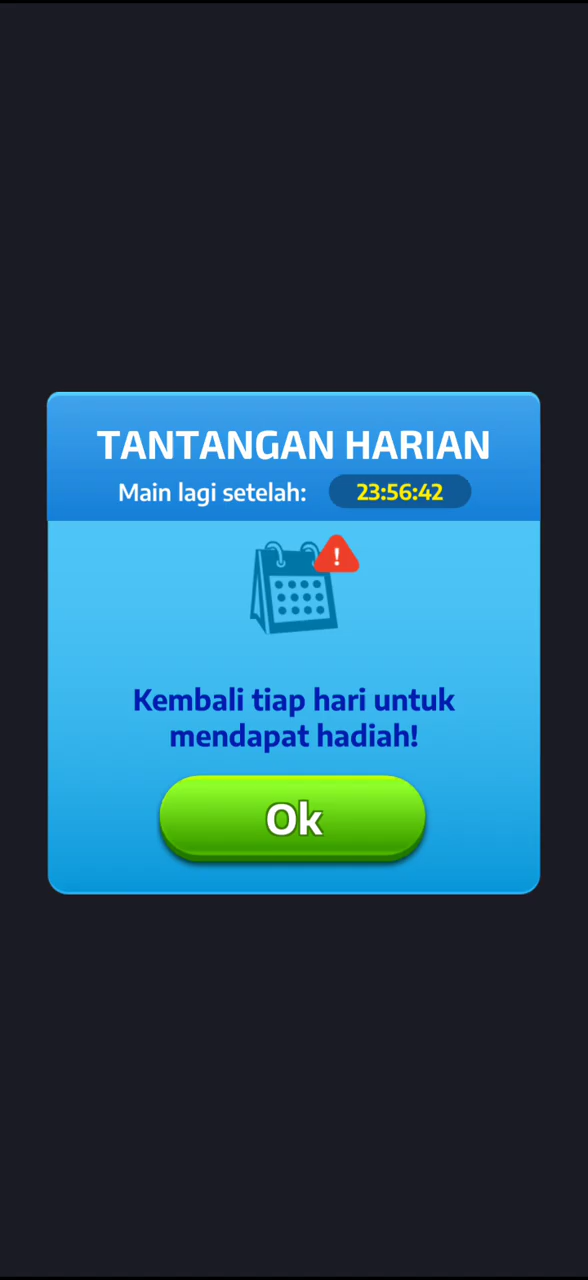 TANTANGAN HARIAN
Main lagi setelah: 23:56:42
!
Kembali tiap hari untuk
mendapat hadiah!
Ok